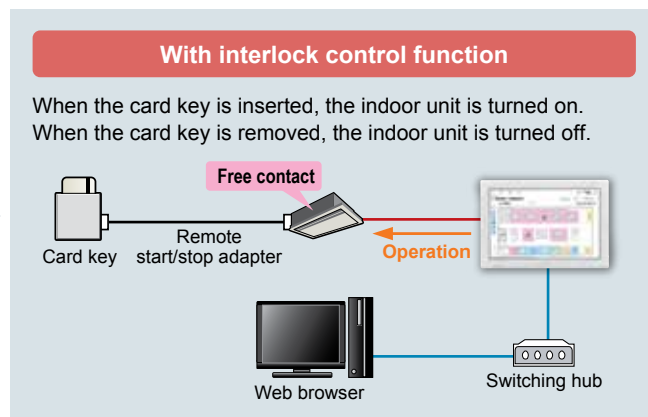 With interlock control function
When the card key is inserted, the indoor unit is turned on.
When the card key is removed, the indoor unit is turned off.
Free contact
Card key
Remote
start/stop adapter
Operation
Web browser
Switching hub